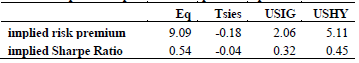 Eq Tsies USIG USHY
implied risk premium 9.09 -0.18 2.06 5.11
implied Sharpe Ratio 0.54 -0.04 0.32 0.45